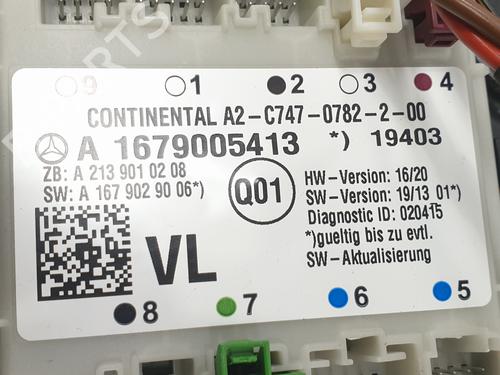 9 1 2 3 4
CONTINENTAL A2-C747-0782-2-00
A 1679005413 *) 19403
ZB: A 213 901 02 08
SW: A 167 902 90 06*)
Q01
HW-Version: 16/20
SW-Version: 19/13 01*)
Diagnostic ID: 020415
*)gueltig bis zu evtl.
SW-Aktualisierung
VL
8 7 6 5